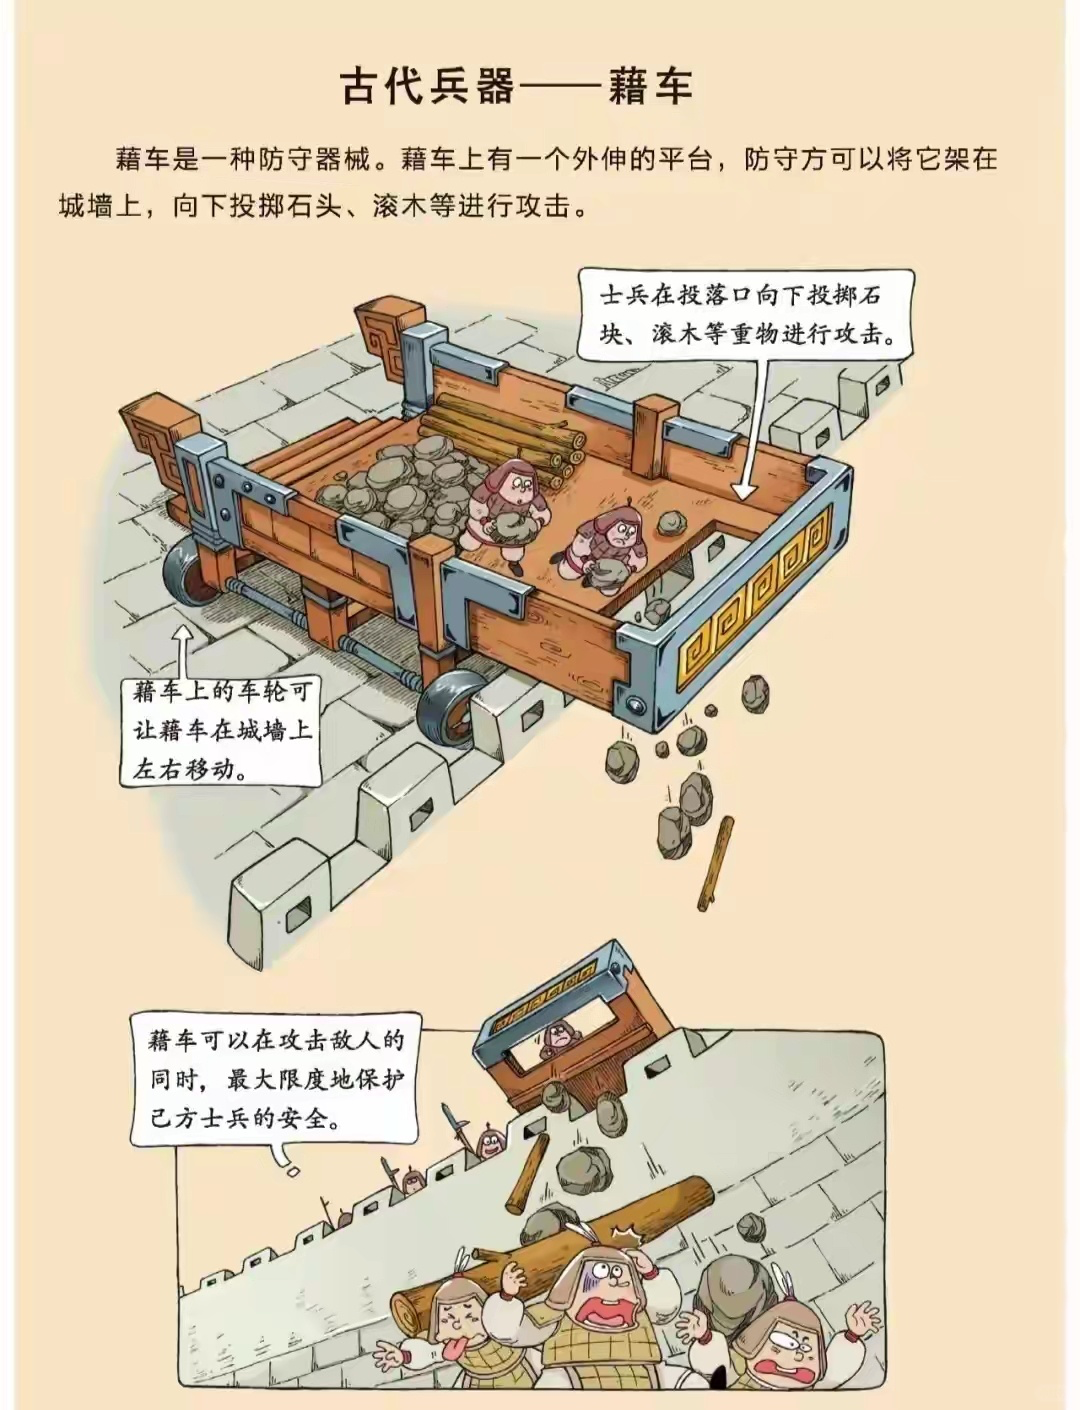 古代兵器——藉车
藉车是一种防守器械。藉车上有一个外伸的平台，防守方可以将它架在
城墙上，向下投掷石头、滚木等进行攻击。
士兵在投落口向下投掷石
块、滚木等重物进行攻击。
藉车上的车轮可
让藉车在城墙上
左右移动。
藉车可以在攻击敌人的
同时，最大限度地保护
己方士兵的安全。